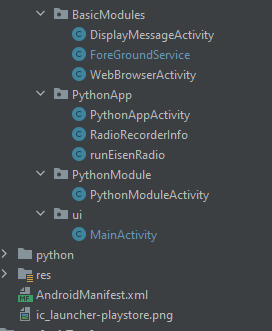 BasicModules
DisplayMessageActivity
ForeGroundService
WebBrowserActivity
PythonApp
PythonAppActivity
RadioRecorderInfo
runEisenRadio
PythonModule
PythonModuleActivity
ui
MainActivity
python
res
AndroidManifest.xml
ic_launcher-playstore.png